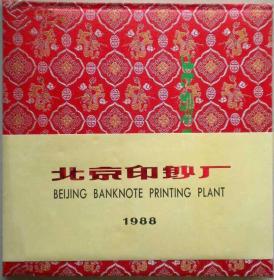 北京印钞厂
BEIJING BANKNOTE PRINTING PLANT
1988